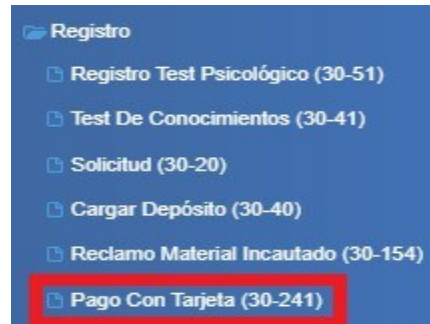 Registro
Registro Test Psicológico (30-51)
Test De Conocimientos (30-41)
Solicitud (30-20)
Cargar Depósito (30-40)
Reclamo Material Incautado (30-154)
Pago Con Tarjeta (30-241)